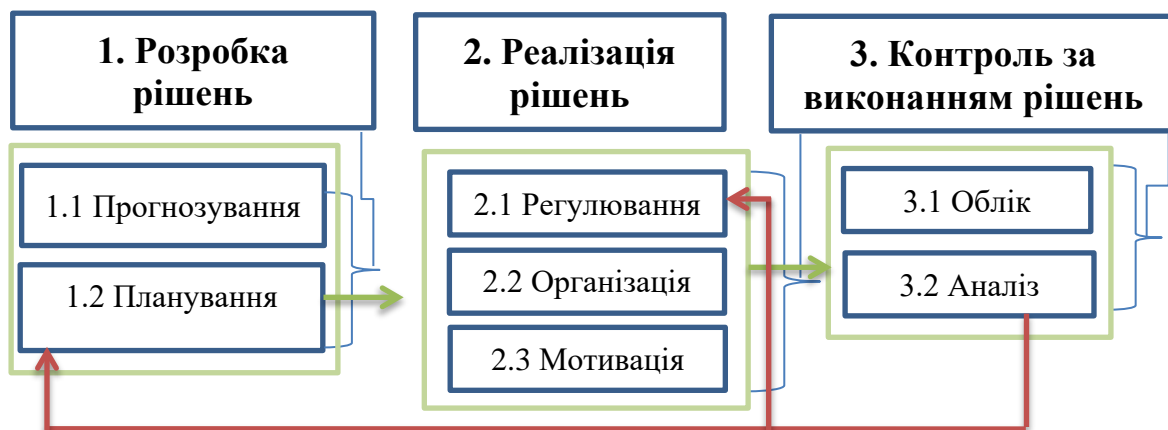 1. Розробка
рішень
1.1 Прогнозування
1.2 Планування
2. Реалізація
рішень
2.1 Регулювання
2.2 Організація
2.3 Мотивація
3. Контроль за
виконанням рішень
3.1 Облік
3.2 Аналіз